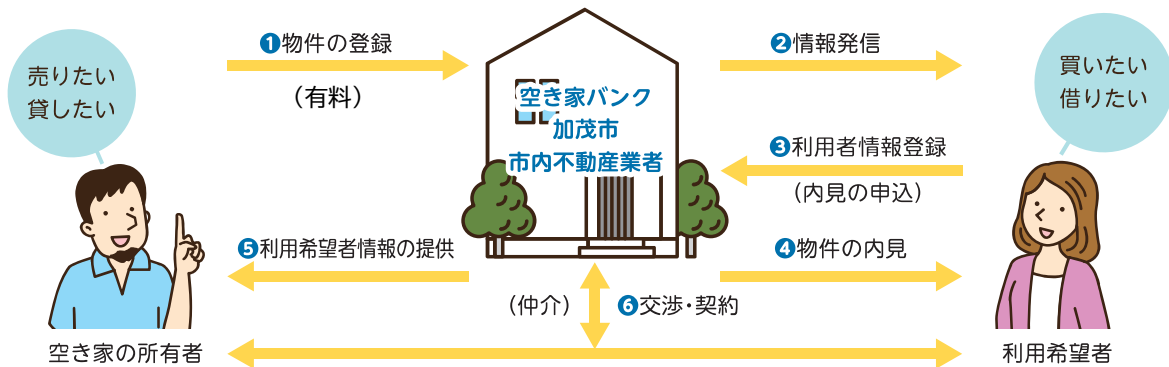 売りたい
貸したい
❶物件の登録
（有料）
空き家バンク
加茂市
市内不動産業者
❷情報発信
買いたい
借りたい
❸利用者情報登録
（内見の申込）
❺利用希望者情報の提供
❹物件の内見
（仲介）
❻交渉・契約
空き家の所有者
利用希望者